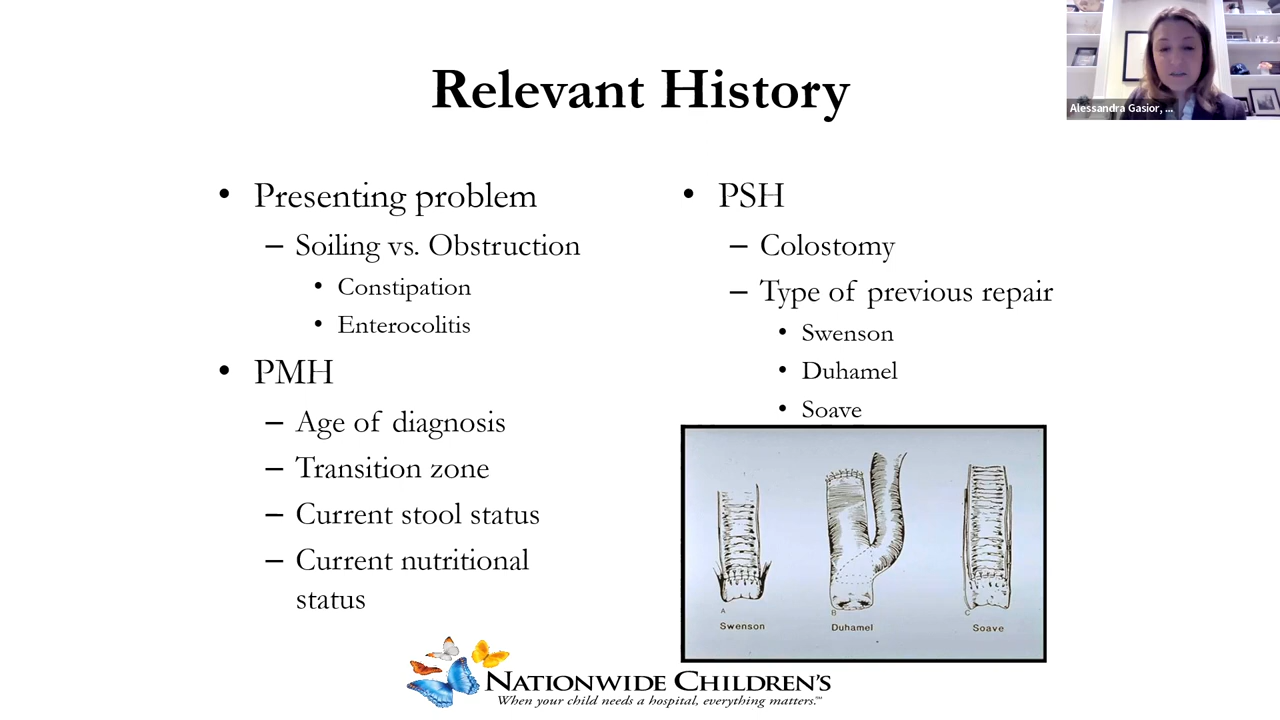 Relevant History
Alessandra Gasior, ...
• Presenting problem
– Soiling vs. Obstruction
• Constipation
• Enterocolitis
• PMH
– Age of diagnosis
– Transition zone
– Current stool status
– Current nutritional
status
• PSH
– Colostomy
– Type of previous repair
• Swenson
• Duhamel
• Soave
A
B
C
Swenson
Duhamel
Soave
NATIONWIDE CHILDREN'S
When your child needs a hospital, everything matters.™